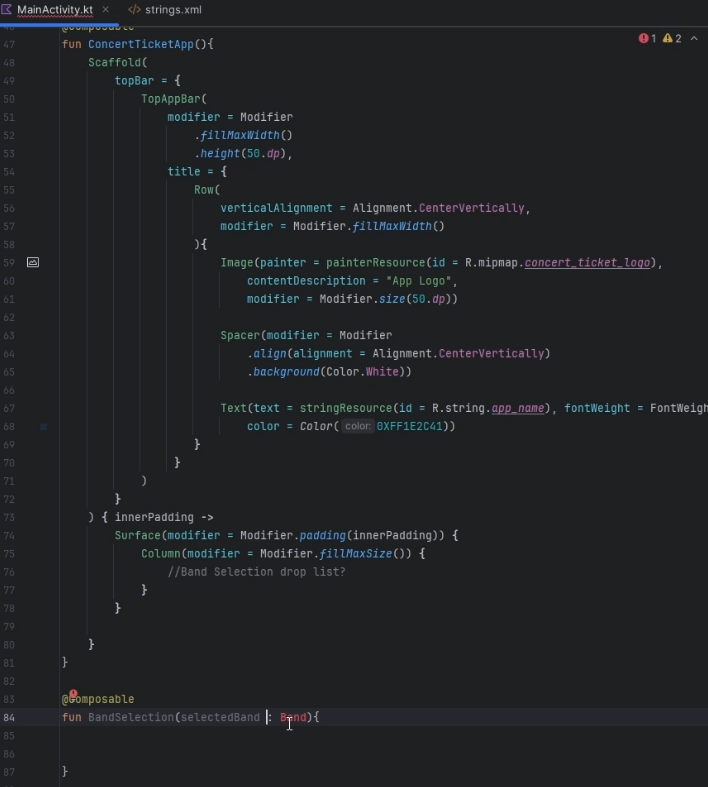 MainActivity.kt × strings.xml
46 @Composable
47 fun ConcertTicketApp(){ 1 2
48 Scaffold(
49 topBar = {
50 TopAppBar(
51 modifier = Modifier
52 .fillMaxWidth()
53 .height(50.dp),
54 title = {
55 Row(
56 verticalAlignment = Alignment.CenterVertically,
57 modifier = Modifier.fillMaxWidth()
58 ){
59 Image(painter = painterResource(id = R.mipmap.concert_ticket_logo),
60 contentDescription = "App Logo",
61 modifier = Modifier.size(50.dp))
62
63 Spacer(modifier = Modifier
64 .align(alignment = Alignment.CenterVertically)
65 .background(Color.White))
66
67 Text(text = stringResource(id = R.string.app_name), fontWeight = FontWeigh
68 color = Color( color: 0XFF1E2C41))
69 }
70 }
71 )
72 }
73 ) { innerPadding ->
74 Surface(modifier = Modifier.padding(innerPadding)) {
75 Column(modifier = Modifier.fillMaxSize()) {
76 //Band Selection drop list?
77 }
78 }
79
80 }
81 }
82
83 @Composable
84 fun BandSelection(selectedBand : Band){
85
86
87 }